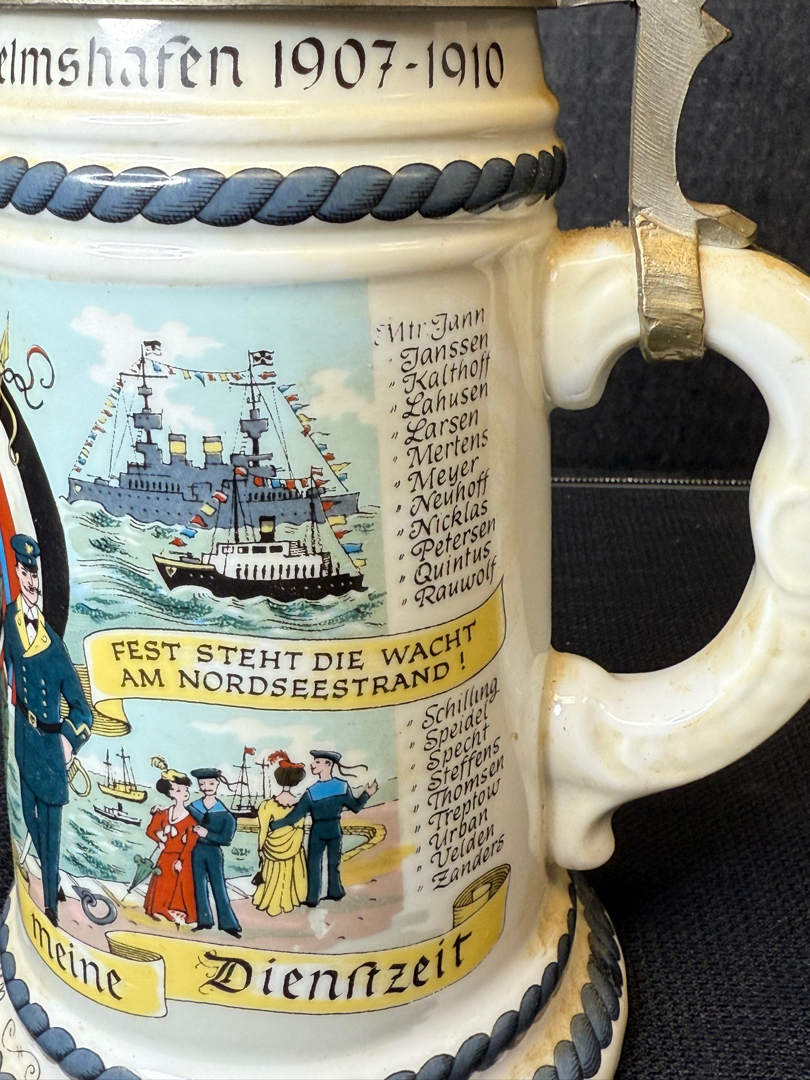 elmshafen 1907-1910
Mtr. Jann
" Janssen
" Kalthoff
" Lahusen
" Larsen
" Mertens
" Meyer
" Neuhoff
" Nicklas
" Petersen
" Quintus
" Rauwolf
FEST STEHT DIE WACHT
AM NORDSEESTRAND!
" Schilling
" Speidel
" Specht
" Steffens
" Thomsen
" Treptow
" Urban
" Velden
" Zanders
meine Dienſtzeit